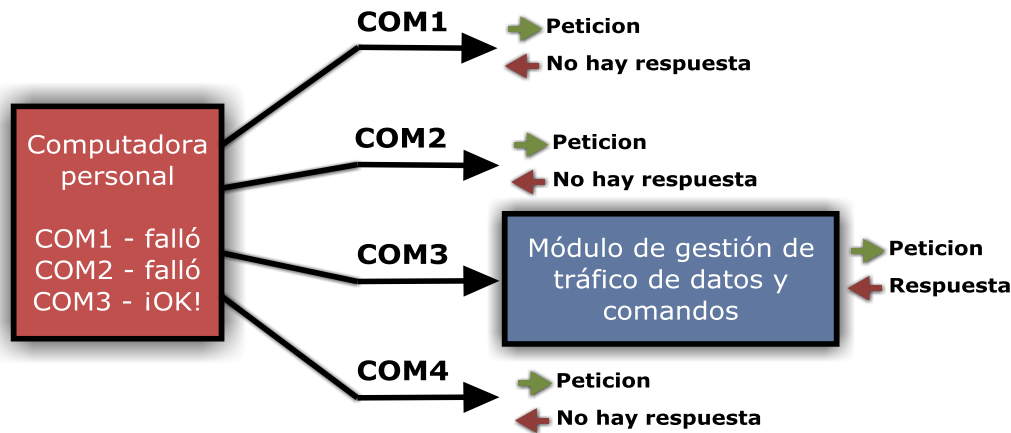 COM1
Peticion
No hay respuesta
Computadora
personal
COM1 - falló
COM2 - falló
COM3 - ¡OK!
COM2
Peticion
No hay respuesta
COM3
Módulo de gestión de
tráfico de datos y
comandos
Peticion
Respuesta
COM4
Peticion
No hay respuesta